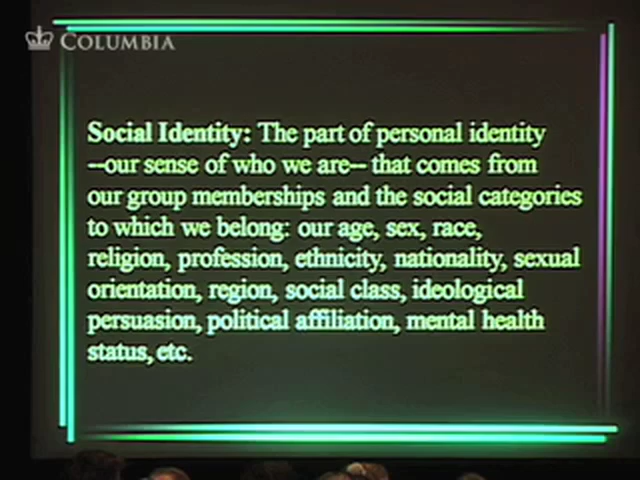 COLUMBIA
Social Identity: The part of personal identity
--our sense of who we are-- that comes from
our group memberships and the social categories
to which we belong: our age, sex, race,
religion, profession, ethnicity, nationality, sexual
orientation, region, social class, ideological
persuasion, political affiliation, mental health
status, etc.